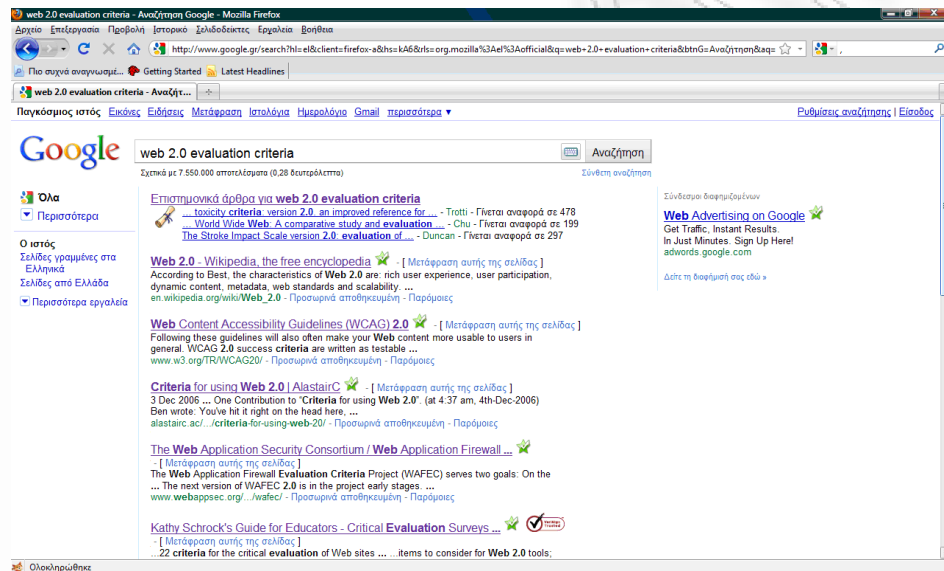 web 2.0 evaluation criteria - Αναζήτηση Google - Mozilla Firefox
Αρχείο Επεξεργασία Προβολή Ιστορικό Σελιδοδείκτες Εργαλεία Βοήθεια
http://www.google.gr/search?hl=el&client=firefox-a&hs=kA6&rls=org.mozilla%3Ael%3Aofficial&q=web+2.0+evaluation+criteria&btnG=Αναζήτηση&aq=
Πιο συχνά αναγνωσμέ... Getting Started Latest Headlines
web 2.0 evaluation criteria - Αναζήτ...
Παγκόσμιος ιστός Εικόνες Ειδήσεις Μετάφραση Ιστολόγια Ημερολόγιο Gmail περισσότερα ▼ Ρυθμίσεις αναζήτησης | Είσοδος
Google web 2.0 evaluation criteria Αναζήτηση
Σχετικά με 7.550.000 αποτελέσματα (0,28 δευτερόλεπτα) Σύνθετη αναζήτηση
Όλα
Περισσότερα
Ο ιστός
Σελίδες γραμμένες στα
Ελληνικά
Σελίδες από Ελλάδα
Περισσότερα εργαλεία
Επιστημονικά άρθρα για web 2.0 evaluation criteria
... toxicity criteria: version 2.0. an improved reference for ... - Trotti - Γίνεται αναφορά σε 478
... World Wide Web: A comparative study and evaluation ... - Chu - Γίνεται αναφορά σε 199
The Stroke Impact Scale version 2.0: evaluation of ... - Duncan - Γίνεται αναφορά σε 297
Web 2.0 - Wikipedia, the free encyclopedia - [ Μετάφραση αυτής της σελίδας ]
According to Best, the characteristics of Web 2.0 are: rich user experience, user participation,
dynamic content, metadata, web standards and scalability. ...
en.wikipedia.org/wiki/Web_2.0 - Προσωρινά αποθηκευμένη - Παρόμοιες
Web Content Accessibility Guidelines (WCAG) 2.0 - [ Μετάφραση αυτής της σελίδας ]
Following these guidelines will also often make your Web content more usable to users in
general. WCAG 2.0 success criteria are written as testable ...
www.w3.org/TR/WCAG20/ - Προσωρινά αποθηκευμένη - Παρόμοιες
Criteria for using Web 2.0 | AlastairC - [ Μετάφραση αυτής της σελίδας ]
3 Dec 2006 ... One Contribution to "Criteria for using Web 2.0". (at 4:37 am, 4th-Dec-2006)
Ben wrote: You've hit it right on the head here, ...
alastairc.ac/.../criteria-for-using-web-20/ - Προσωρινά αποθηκευμένη - Παρόμοιες
The Web Application Security Consortium / Web Application Firewall ...
- [ Μετάφραση αυτής της σελίδας ]
The Web Application Firewall Evaluation Criteria Project (WAFEC) serves two goals: On the
... The next version of WAFEC 2.0 is in the project early stages. ...
www.webappsec.org/.../wafec/ - Προσωρινά αποθηκευμένη - Παρόμοιες
Kathy Schrock's Guide for Educators - Critical Evaluation Surveys ...
- [ Μετάφραση αυτής της σελίδας ]
...22 criteria for the critical evaluation of Web sites ... ...items to consider for Web 2.0 tools;
Σύνδεσμοι διαφημιζομένων
Web Advertising on Google
Get Traffic, Instant Results.
In Just Minutes. Sign Up Here!
adwords.google.com
Δείτε τη διαφήμισή σας εδώ »
Ολοκληρώθηκε